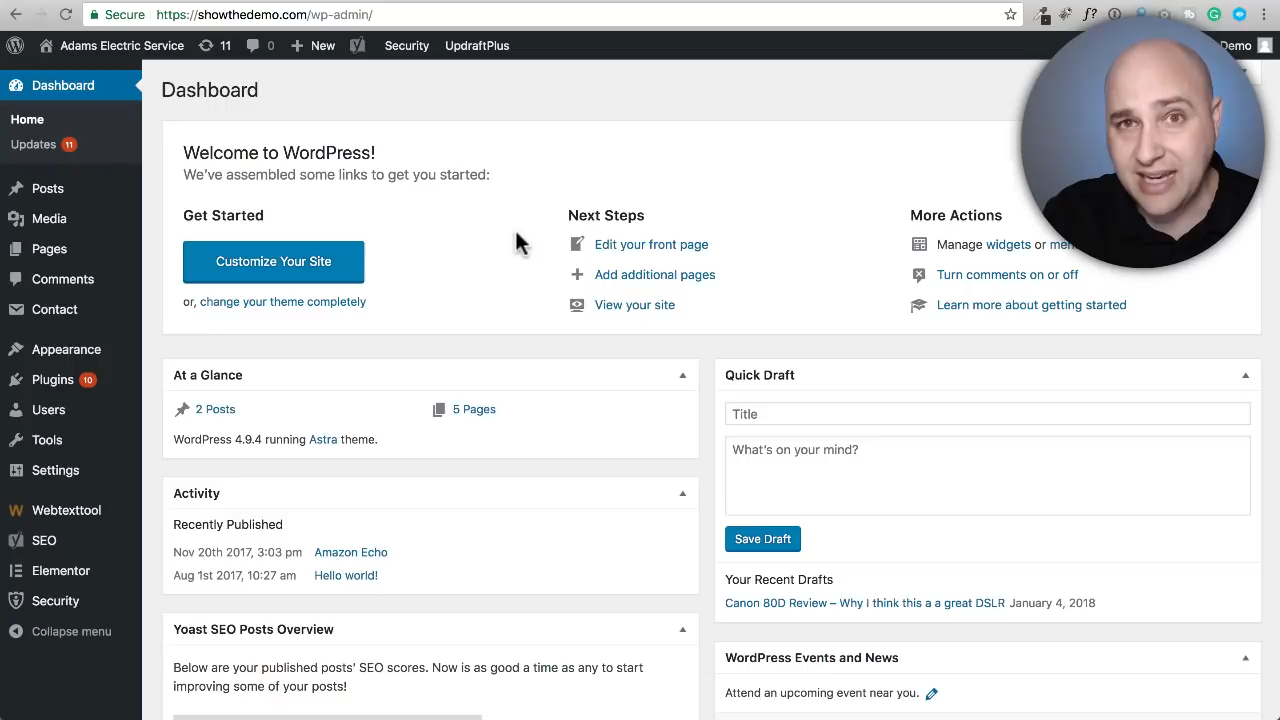 Secure https://showthedemo.com/wp-admin/
Adams Electric Service 11 0 New Security UpdraftPlus Demo
Dashboard
Home
Updates 11
Posts
Media
Pages
Comments
Contact
Appearance
Plugins 10
Users
Tools
Settings
Webtexttool
SEO
Elementor
Security
Collapse menu
Dashboard
Welcome to WordPress!
We've assembled some links to get you started:
Get Started
Customize Your Site
or, change your theme completely
Next Steps
Edit your front page
Add additional pages
View your site
More Actions
Manage widgets or
Turn comments on or off
Learn more about getting started
At a Glance
2 Posts 5 Pages
WordPress 4.9.4 running Astra theme.
Activity
Recently Published
Nov 20th 2017, 3:03 pm Amazon Echo
Aug 1st 2017, 10:27 am Hello world!
Yoast SEO Posts Overview
Below are your published posts' SEO scores. Now is as good a time as any to start
improving some of your posts!
Quick Draft
Title
What's on your mind?
Save Draft
Your Recent Drafts
Canon 80D Review – Why I think this a a great DSLR January 4, 2018
WordPress Events and News
Attend an upcoming event near you.